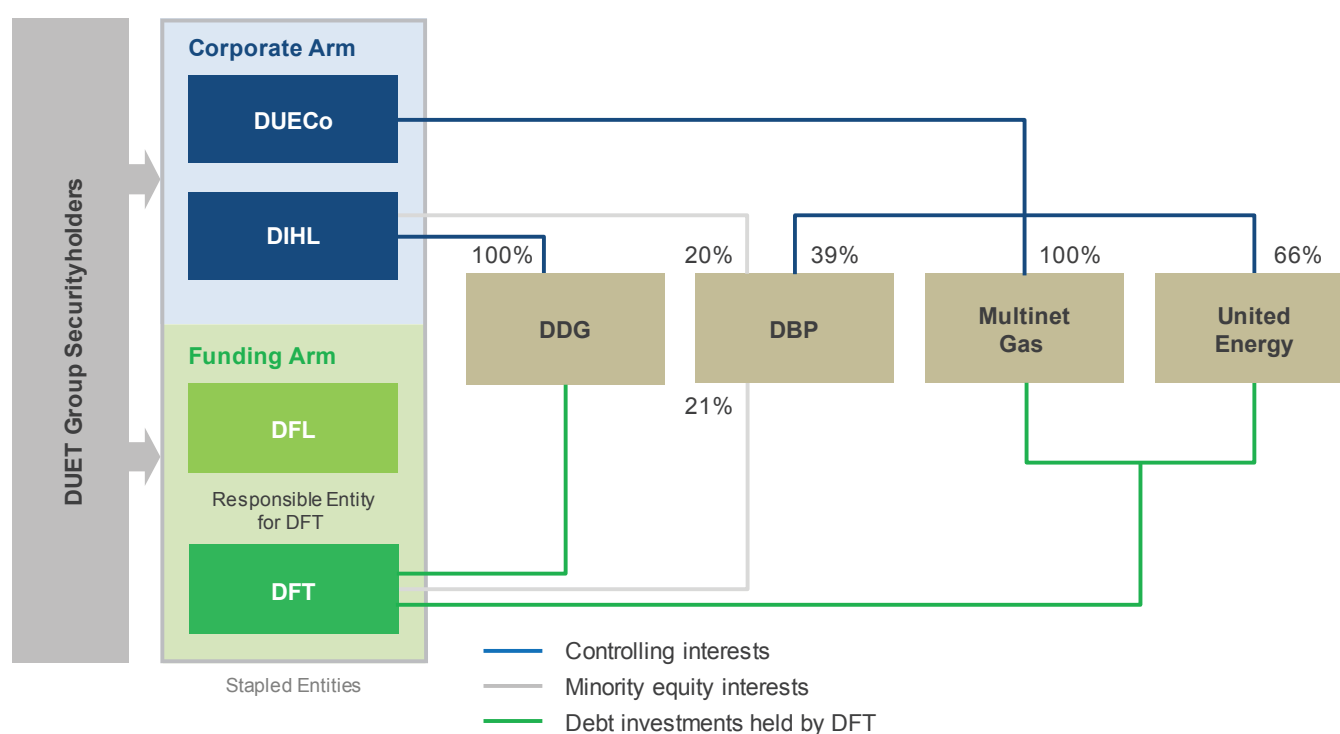 DUET Group Securityholders
Corporate Arm
DUECo
DIHL
Funding Arm
DFL
Responsible Entity
for DFT
DFT
Stapled Entities
100%
20%
39%
100%
66%
DDG
DBP
Multinet
Gas
United
Energy
21%
Controlling interests
Minority equity interests
Debt investments held by DFT